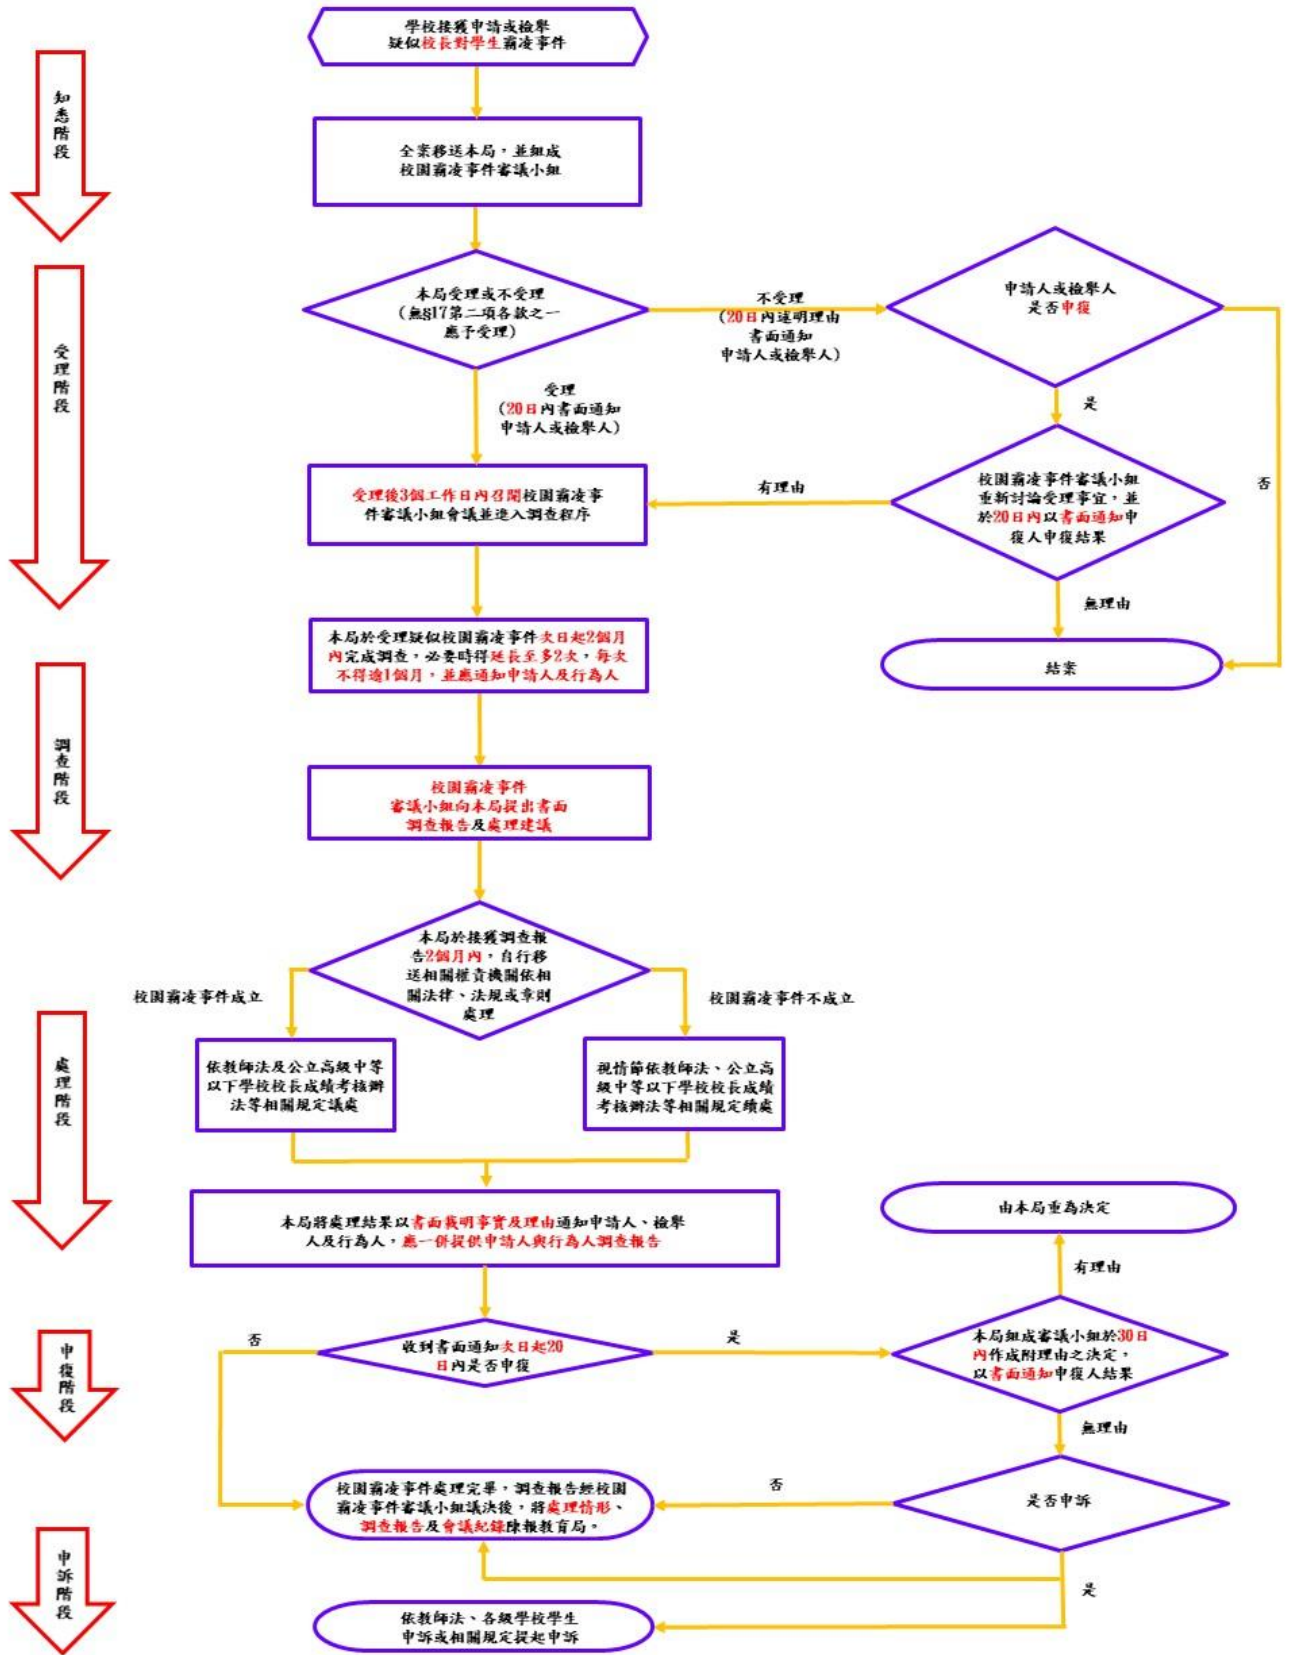 學校接獲申請或檢舉
疑似校長對學生霸凌事件
知悉階段
全案移送本局，並組成
校園霸凌事件審議小組
受理階段
本局受理或不受理
(無§17第二項各款之一
應予受理)
不受理
(20日內述明理由
書面通知
申請人或檢舉人)
申請人或檢舉人
是否申復
受理
(20日內書面通知
申請人或檢舉人)
是
否
受理後3個工作日內召開校園霸凌事
件審議小組會議並進入調查程序
有理由
校園霸凌事件審議小組
重新討論受理事宜，並
於20日內以書面通知申
復人申復結果
無理由
結案
本局於受理疑似校園霸凌事件次日起2個月
內完成調查，必要時得延長至多2次，每次
不得逾1個月，並應通知申請人及行為人
調查階段
校園霸凌事件
審議小組向本局提出書面
調查報告及處理建議
本局於接獲調查報
告2個月內，自行移
送相關權責機關依相
關法律、法規或章則
處理
校園霸凌事件成立
校園霸凌事件不成立
處理階段
依教師法及公立高級中等
以下學校校長成績考核辦
法等相關規定議處
視情節依教師法、公立高
級中等以下學校校長成績
考核辦法等相關規定續處
本局將處理結果以書面載明事實及理由通知申請人、檢舉
人及行為人，應一併提供申請人與行為人調查報告
由本局重為決定
有理由
申復階段
否
收到書面通知次日起20
日內是否申復
是
本局組成審議小組於30日
內作成附理由之決定，
以書面通知申復人結果
無理由
校園霸凌事件處理完畢，調查報告經校園
霸凌事件審議小組議決後，將處理情形、
調查報告及會議紀錄陳報教育局。
否
是否申訴
申訴階段
是
依教師法、各級學校學生
申訴或相關規定提起申訴